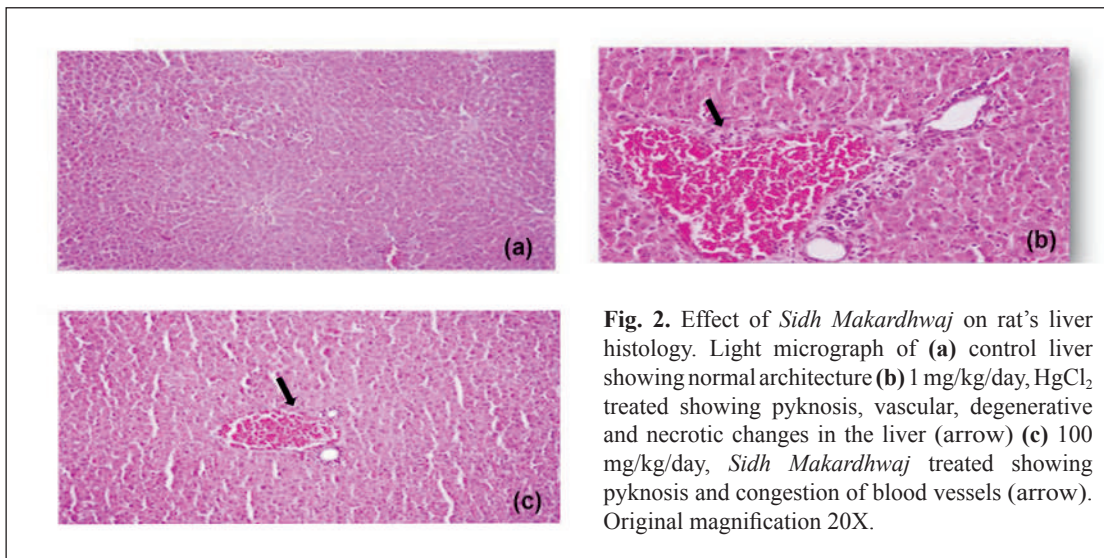 (a)
(b)
(c)
Fig. 2. Effect of Sidh Makardhwaj on rat's liver
histology. Light micrograph of (a) control liver
showing normal architecture (b) 1 mg/kg/day, HgCl₂
treated showing pyknosis, vascular, degenerative
and necrotic changes in the liver (arrow) (c) 100
mg/kg/day, Sidh Makardhwaj treated showing
pyknosis and congestion of blood vessels (arrow).
Original magnification 20X.